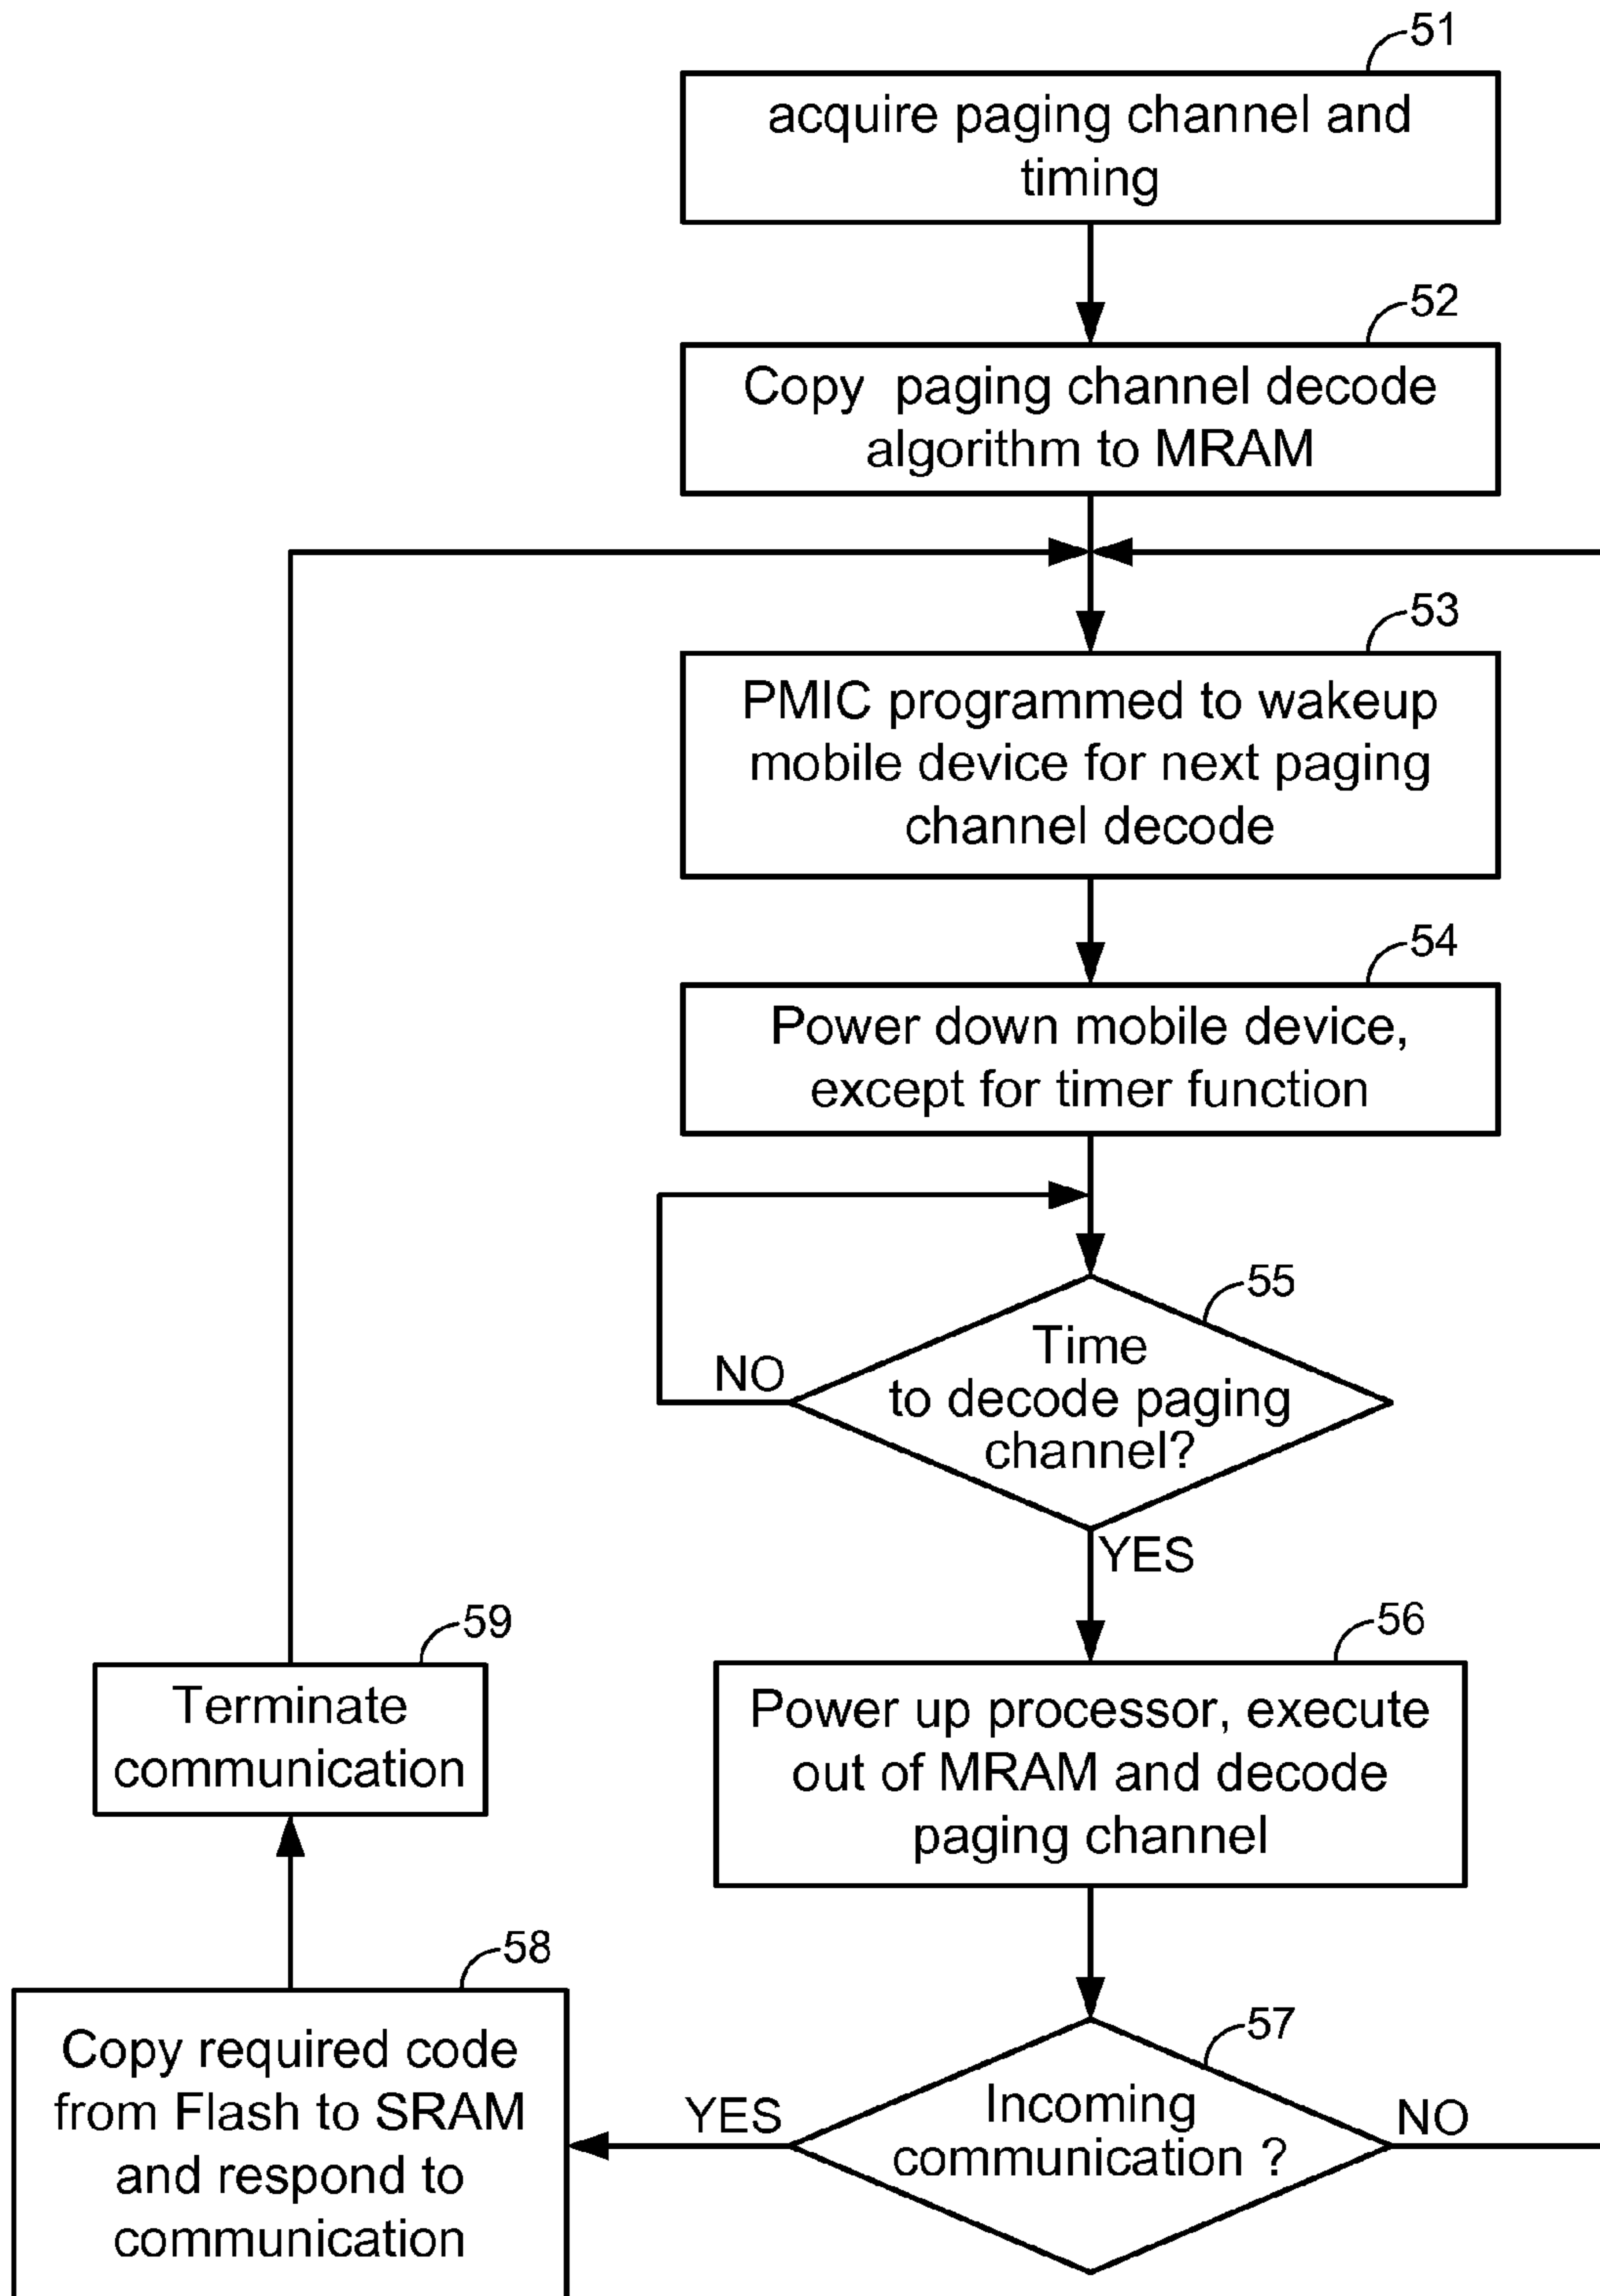 51
acquire paging channel and
timing
52
Copy paging channel decode
algorithm to MRAM
53
PMIC programmed to wakeup
mobile device for next paging
channel decode
54
Power down mobile device,
except for timer function
55
Time
to decode paging
channel?
NO
YES
56
Power up processor, execute
out of MRAM and decode
paging channel
57
Incoming
communication ?
YES
NO
58
Copy required code
from Flash to SRAM
and respond to
communication
59
Terminate
communication